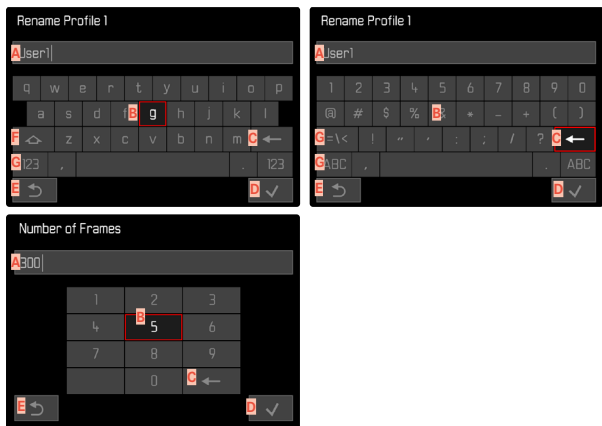 Rename Profile 1
A User1
q w e r t y u i o p
a s d f B g h j k l
F z x c v b n m C ←
G 123 , . 123
E D
Rename Profile 1
A User1
1 2 3 4 5 6 7 8 9 0
@ # $ % B & * - + ( )
G =\< ! " ' : ; / ? C ←
G ABC , . ABC
E D
Number of Frames
A 300
1 2 3
B
4 5 6
7 8 9
0 C ←
E D